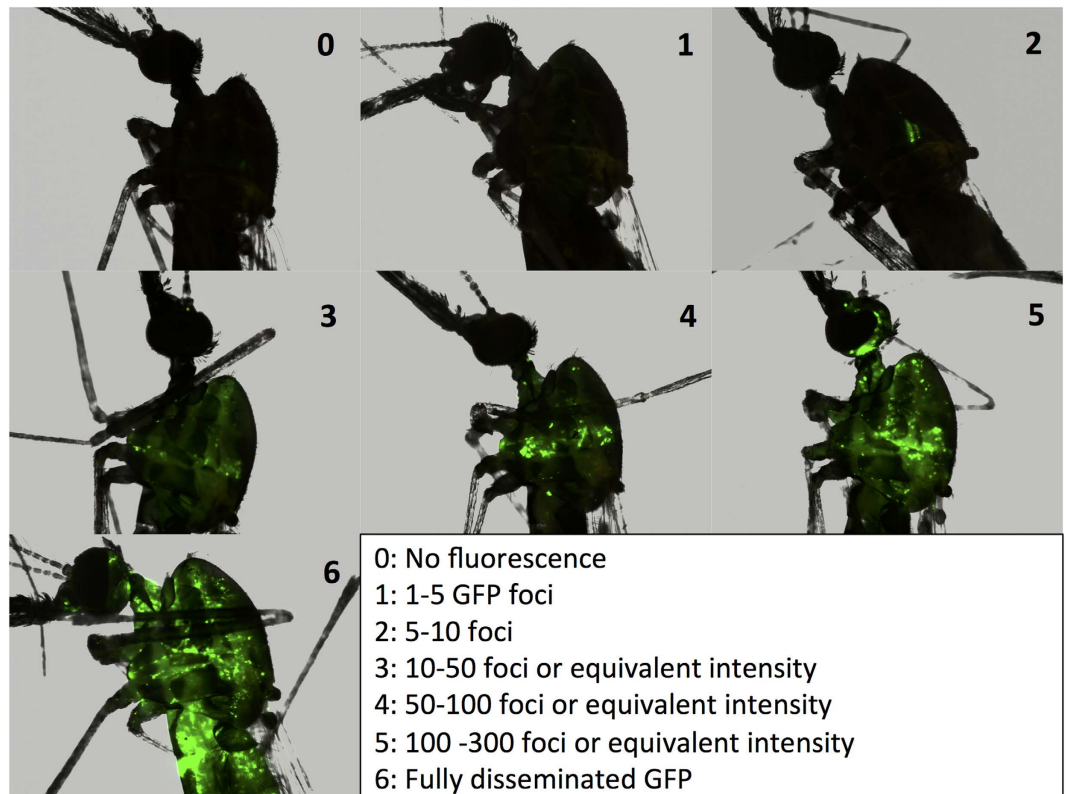 0
1
2
3
4
5
6
0: No fluorescence
1: 1-5 GFP foci
2: 5-10 foci
3: 10-50 foci or equivalent intensity
4: 50-100 foci or equivalent intensity
5: 100 -300 foci or equivalent intensity
6: Fully disseminated GFP